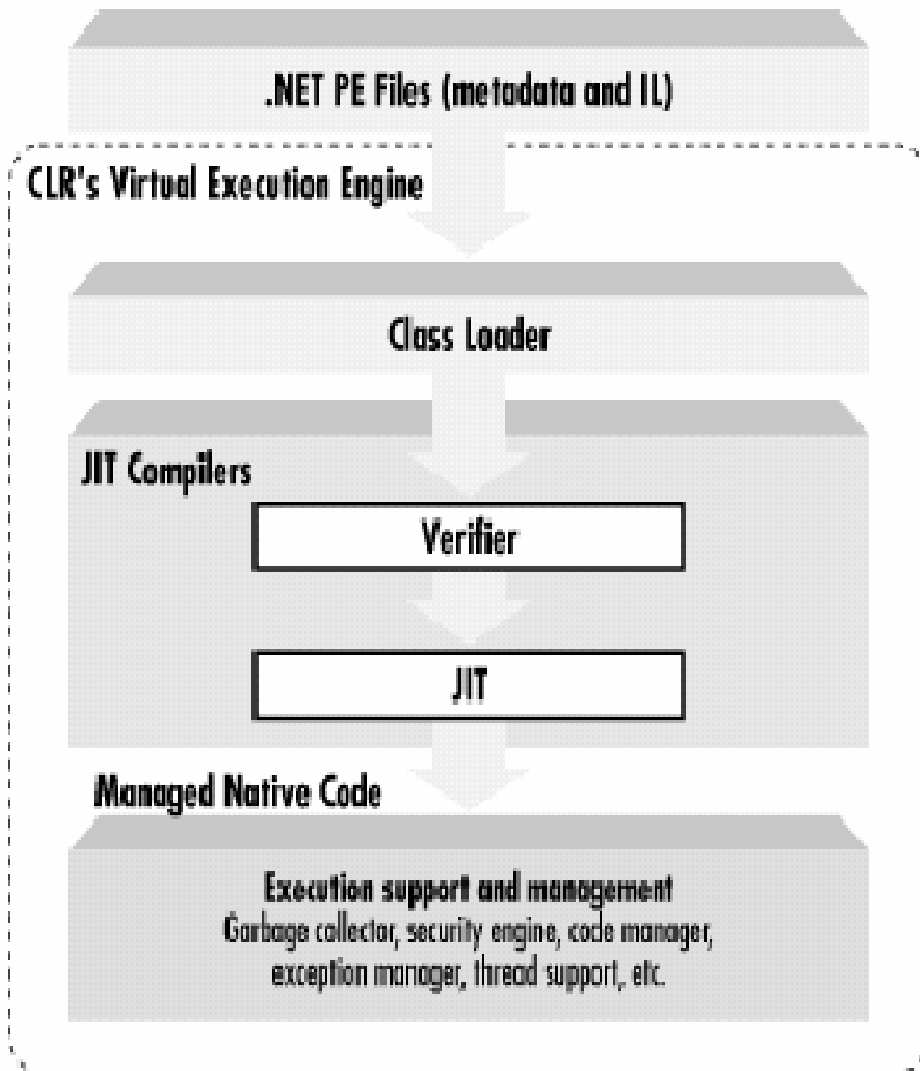 .NET PE Files (metadata and IL)
CLR's Virtual Execution Engine
Class Loader
JIT Compilers
Verifier
JIT
Managed Native Code
Execution support and management
Garbage collector, security engine, code manager,
exception manager, thread support, etc.